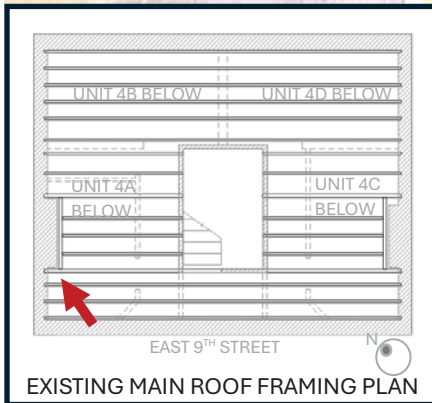 UNIT 4B BELOW
UNIT 4D BELOW
UNIT 4A
BELOW
UNIT 4C
BELOW
EAST 9TH STREET
N
EXISTING MAIN ROOF FRAMING PLAN